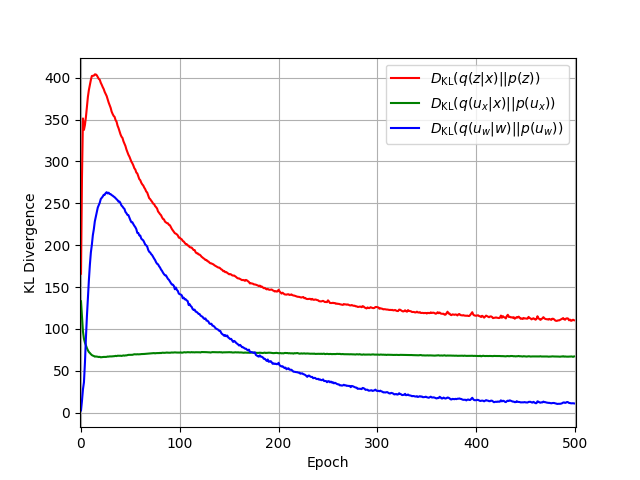 400
350
300
250
200
150
100
50
0
KL Divergence
0 100 200 300 400 500
Epoch
D_KL(q(z|x)||p(z))
D_KL(q(u_x|x)||p(u_x))
D_KL(q(u_w|w)||p(u_w))